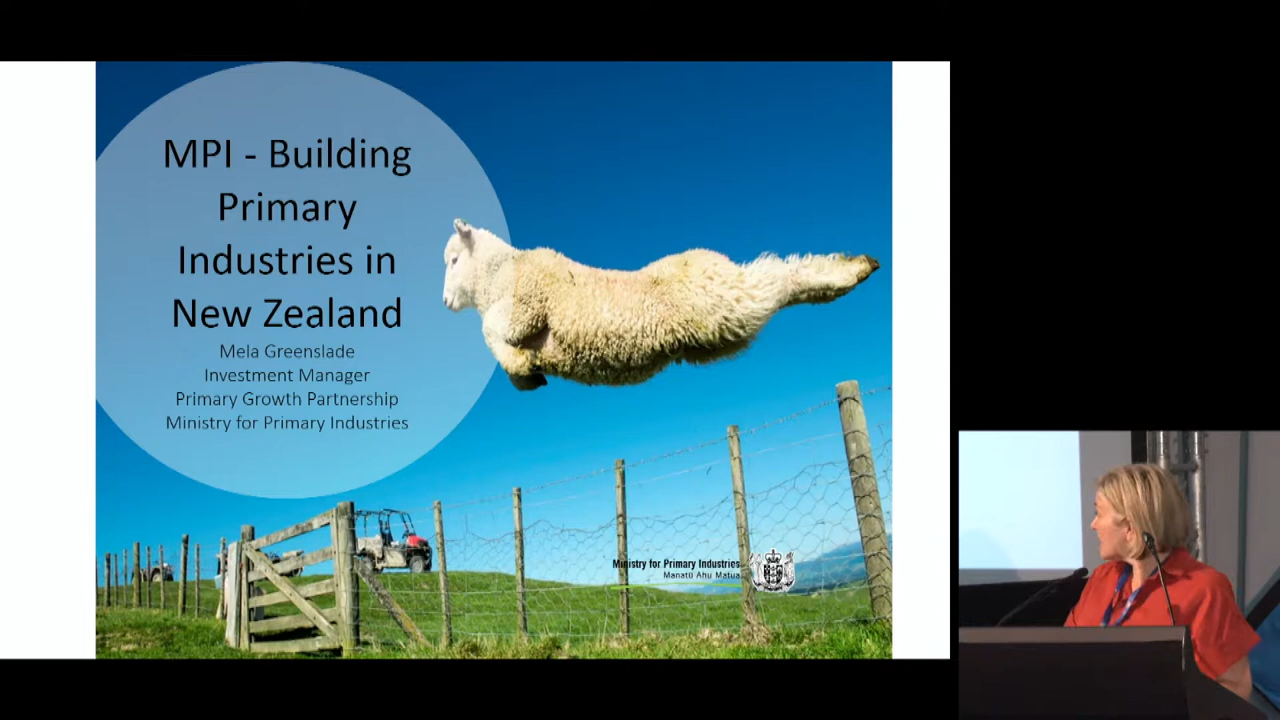 MPI - Building
Primary
Industries in
New Zealand
Mela Greenslade
Investment Manager
Primary Growth Partnership
Ministry for Primary Industries
Ministry for Primary Industries
Manatū Ahu Matua